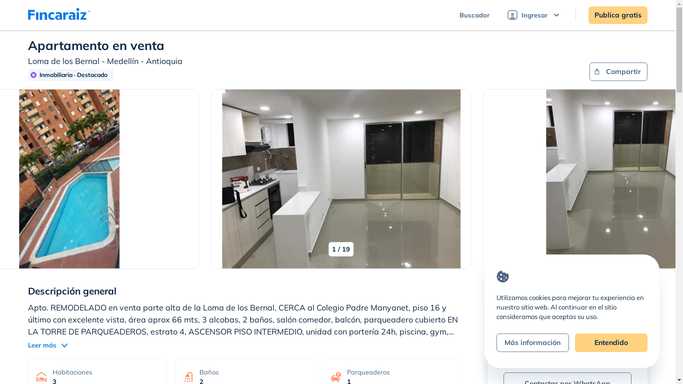 Fincaraiz
Buscador
Ingresar
Publica gratis
Apartamento en venta
Loma de los Bernal - Medellín - Antioquia
Inmobiliaria · Destacado
Compartir
1 / 19
Descripción general
Apto. REMODELADO en venta parte alta de la Loma de los Bernal, CERCA al Colegio Padre Manyanet, piso 16 y
último con excelente vista, área aprox 66 mts, 3 alcobas, 2 baños, salón comedor, balcón, parqueadero cubierto EN
LA TORRE DE PARQUEADEROS, estrato 4, ASCENSOR PISO INTERMEDIO, unidad con portería 24h, piscina, gym,...
Leer más
Habitaciones
3
Baños
2
Parqueaderos
1
Utilizamos cookies para mejorar tu experiencia en
nuestro sitio web. Al continuar en el sitio
consideramos que aceptas su uso.
Más información
Entendido
Contactar por WhatsApp